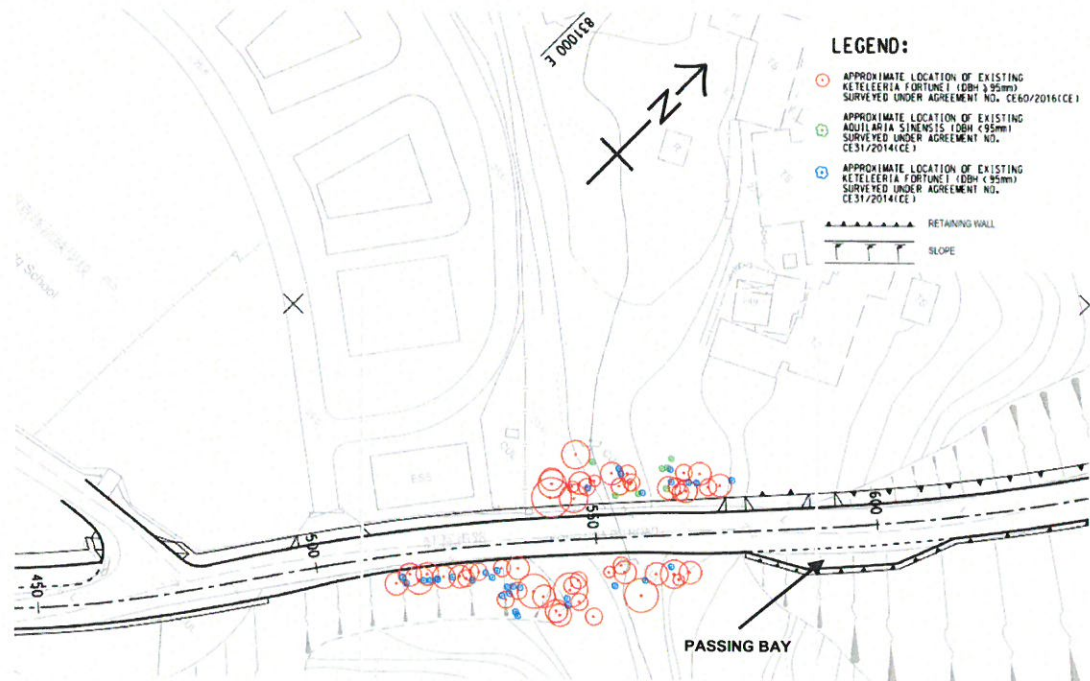 831000 E
N
LEGEND:
APPROXIMATE LOCATION OF EXISTING
KETELEERIA FORTUNEI (DBH ≥95mm)
SURVEYED UNDER AGREEMENT NO. CE60/2016(CE)
APPROXIMATE LOCATION OF EXISTING
AQUILARIA SINENSIS (DBH <95mm)
SURVEYED UNDER AGREEMENT NO.
CE31/2014(CE)
APPROXIMATE LOCATION OF EXISTING
KETELEERIA FORTUNEI (DBH <95mm)
SURVEYED UNDER AGREEMENT NO.
CE31/2014(CE)
RETAINING WALL
SLOPE
School
E55
450
500
550
600
PASSING BAY